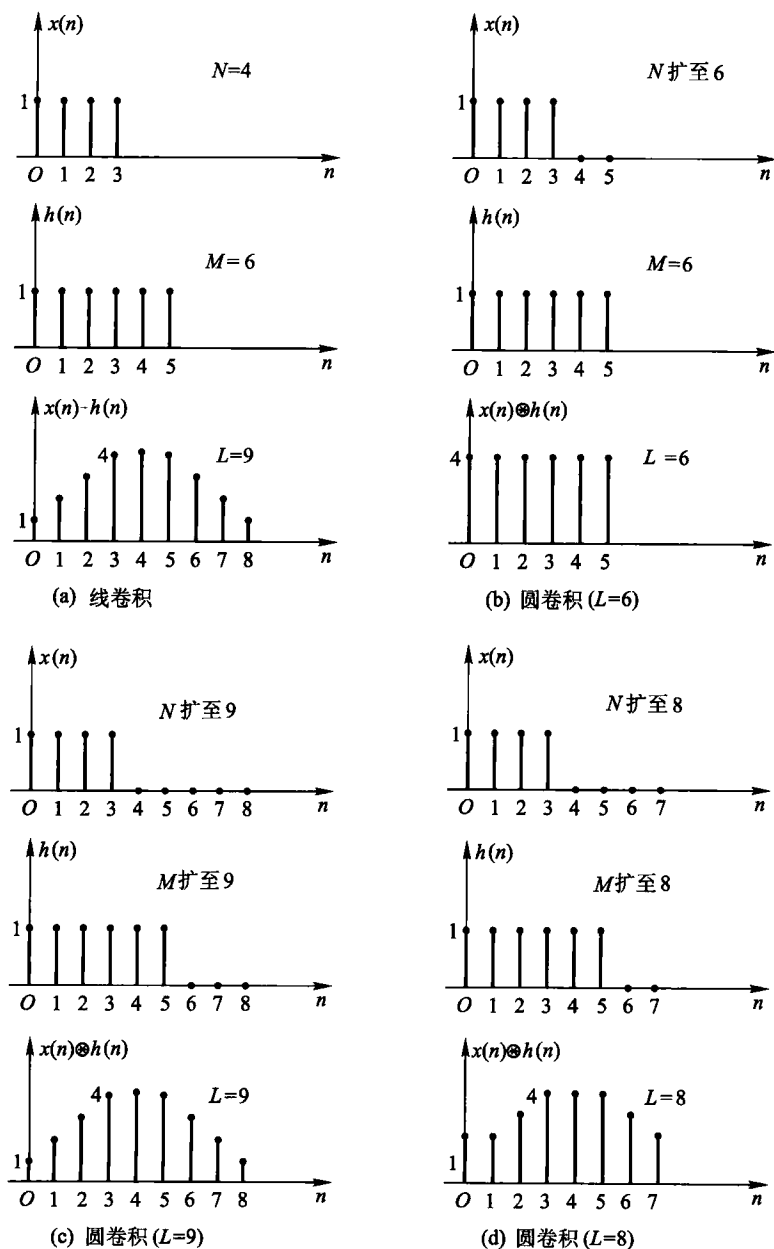 x(n)
N=4
1
O 1 2 3 n
h(n)
M=6
1
O 1 2 3 4 5 n
x(n)-h(n)
4
L=9
1
O 1 2 3 4 5 6 7 8 n
(a) 线卷积
x(n)
N扩至6
1
O 1 2 3 4 5 n
h(n)
M=6
1
O 1 2 3 4 5 n
x(n)⊛h(n)
4
L=6
O 1 2 3 4 5 n
(b) 圆卷积(L=6)
x(n)
N扩至9
1
O 1 2 3 4 5 6 7 8 n
h(n)
M扩至9
1
O 1 2 3 4 5 6 7 8 n
x(n)⊛h(n)
4
L=9
1
O 1 2 3 4 5 6 7 8 n
(c) 圆卷积(L=9)
x(n)
N扩至8
1
O 1 2 3 4 5 6 7 n
h(n)
M扩至8
1
O 1 2 3 4 5 6 7 n
x(n)⊛h(n)
4
L=8
1
O 1 2 3 4 5 6 7 n
(d) 圆卷积(L=8)